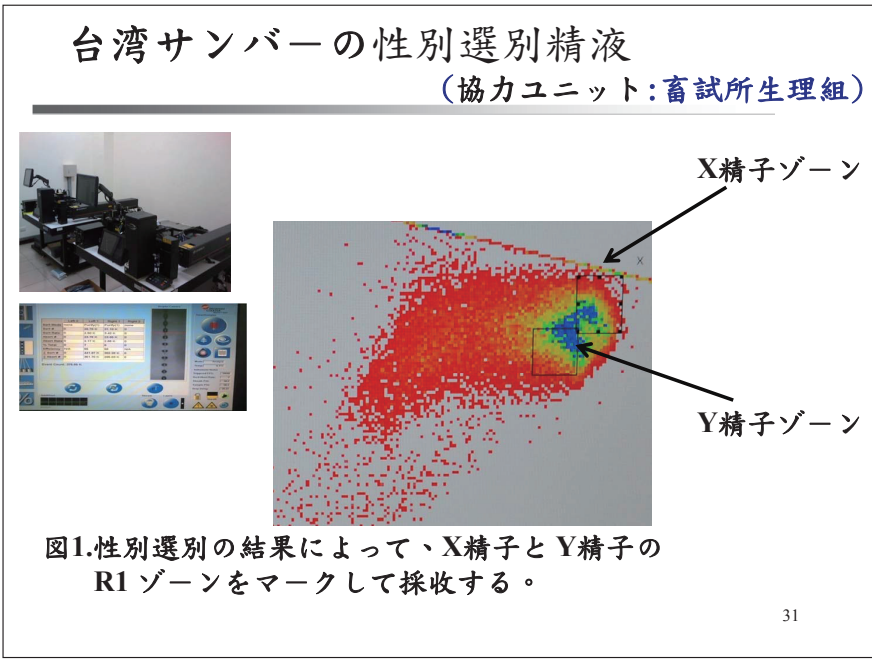 台湾サンバーの性別選別精液
（協力ユニット:畜試所生理組）
X精子ゾーン
X
Y精子ゾーン
図1.性別選別の結果によって、X精子と Y精子の
R1 ゾーンをマークして採收する。
31